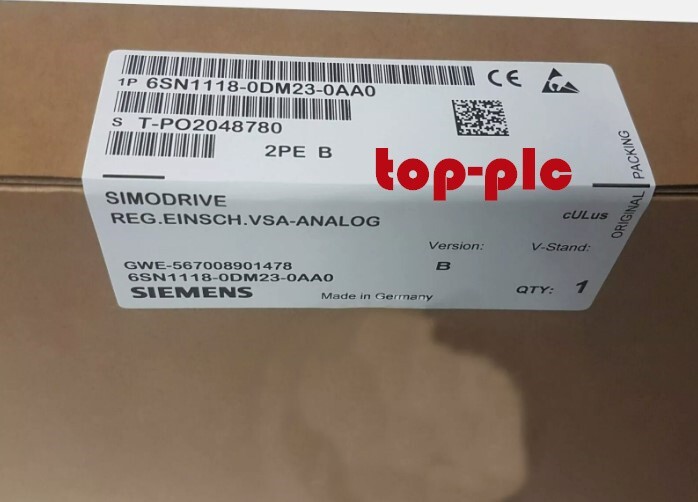 1P 6SN1118-0DM23-0AA0
CE
S T-PO2048780
2PE B
top-plc
SIMODRIVE
REG.EINSCH.VSA-ANALOG
cULus
ORIGINAL PACKING
Version: V-Stand:
GWE-567008901478
B
6SN1118-0DM23-0AA0
SIEMENS
Made in Germany
QTY: 1